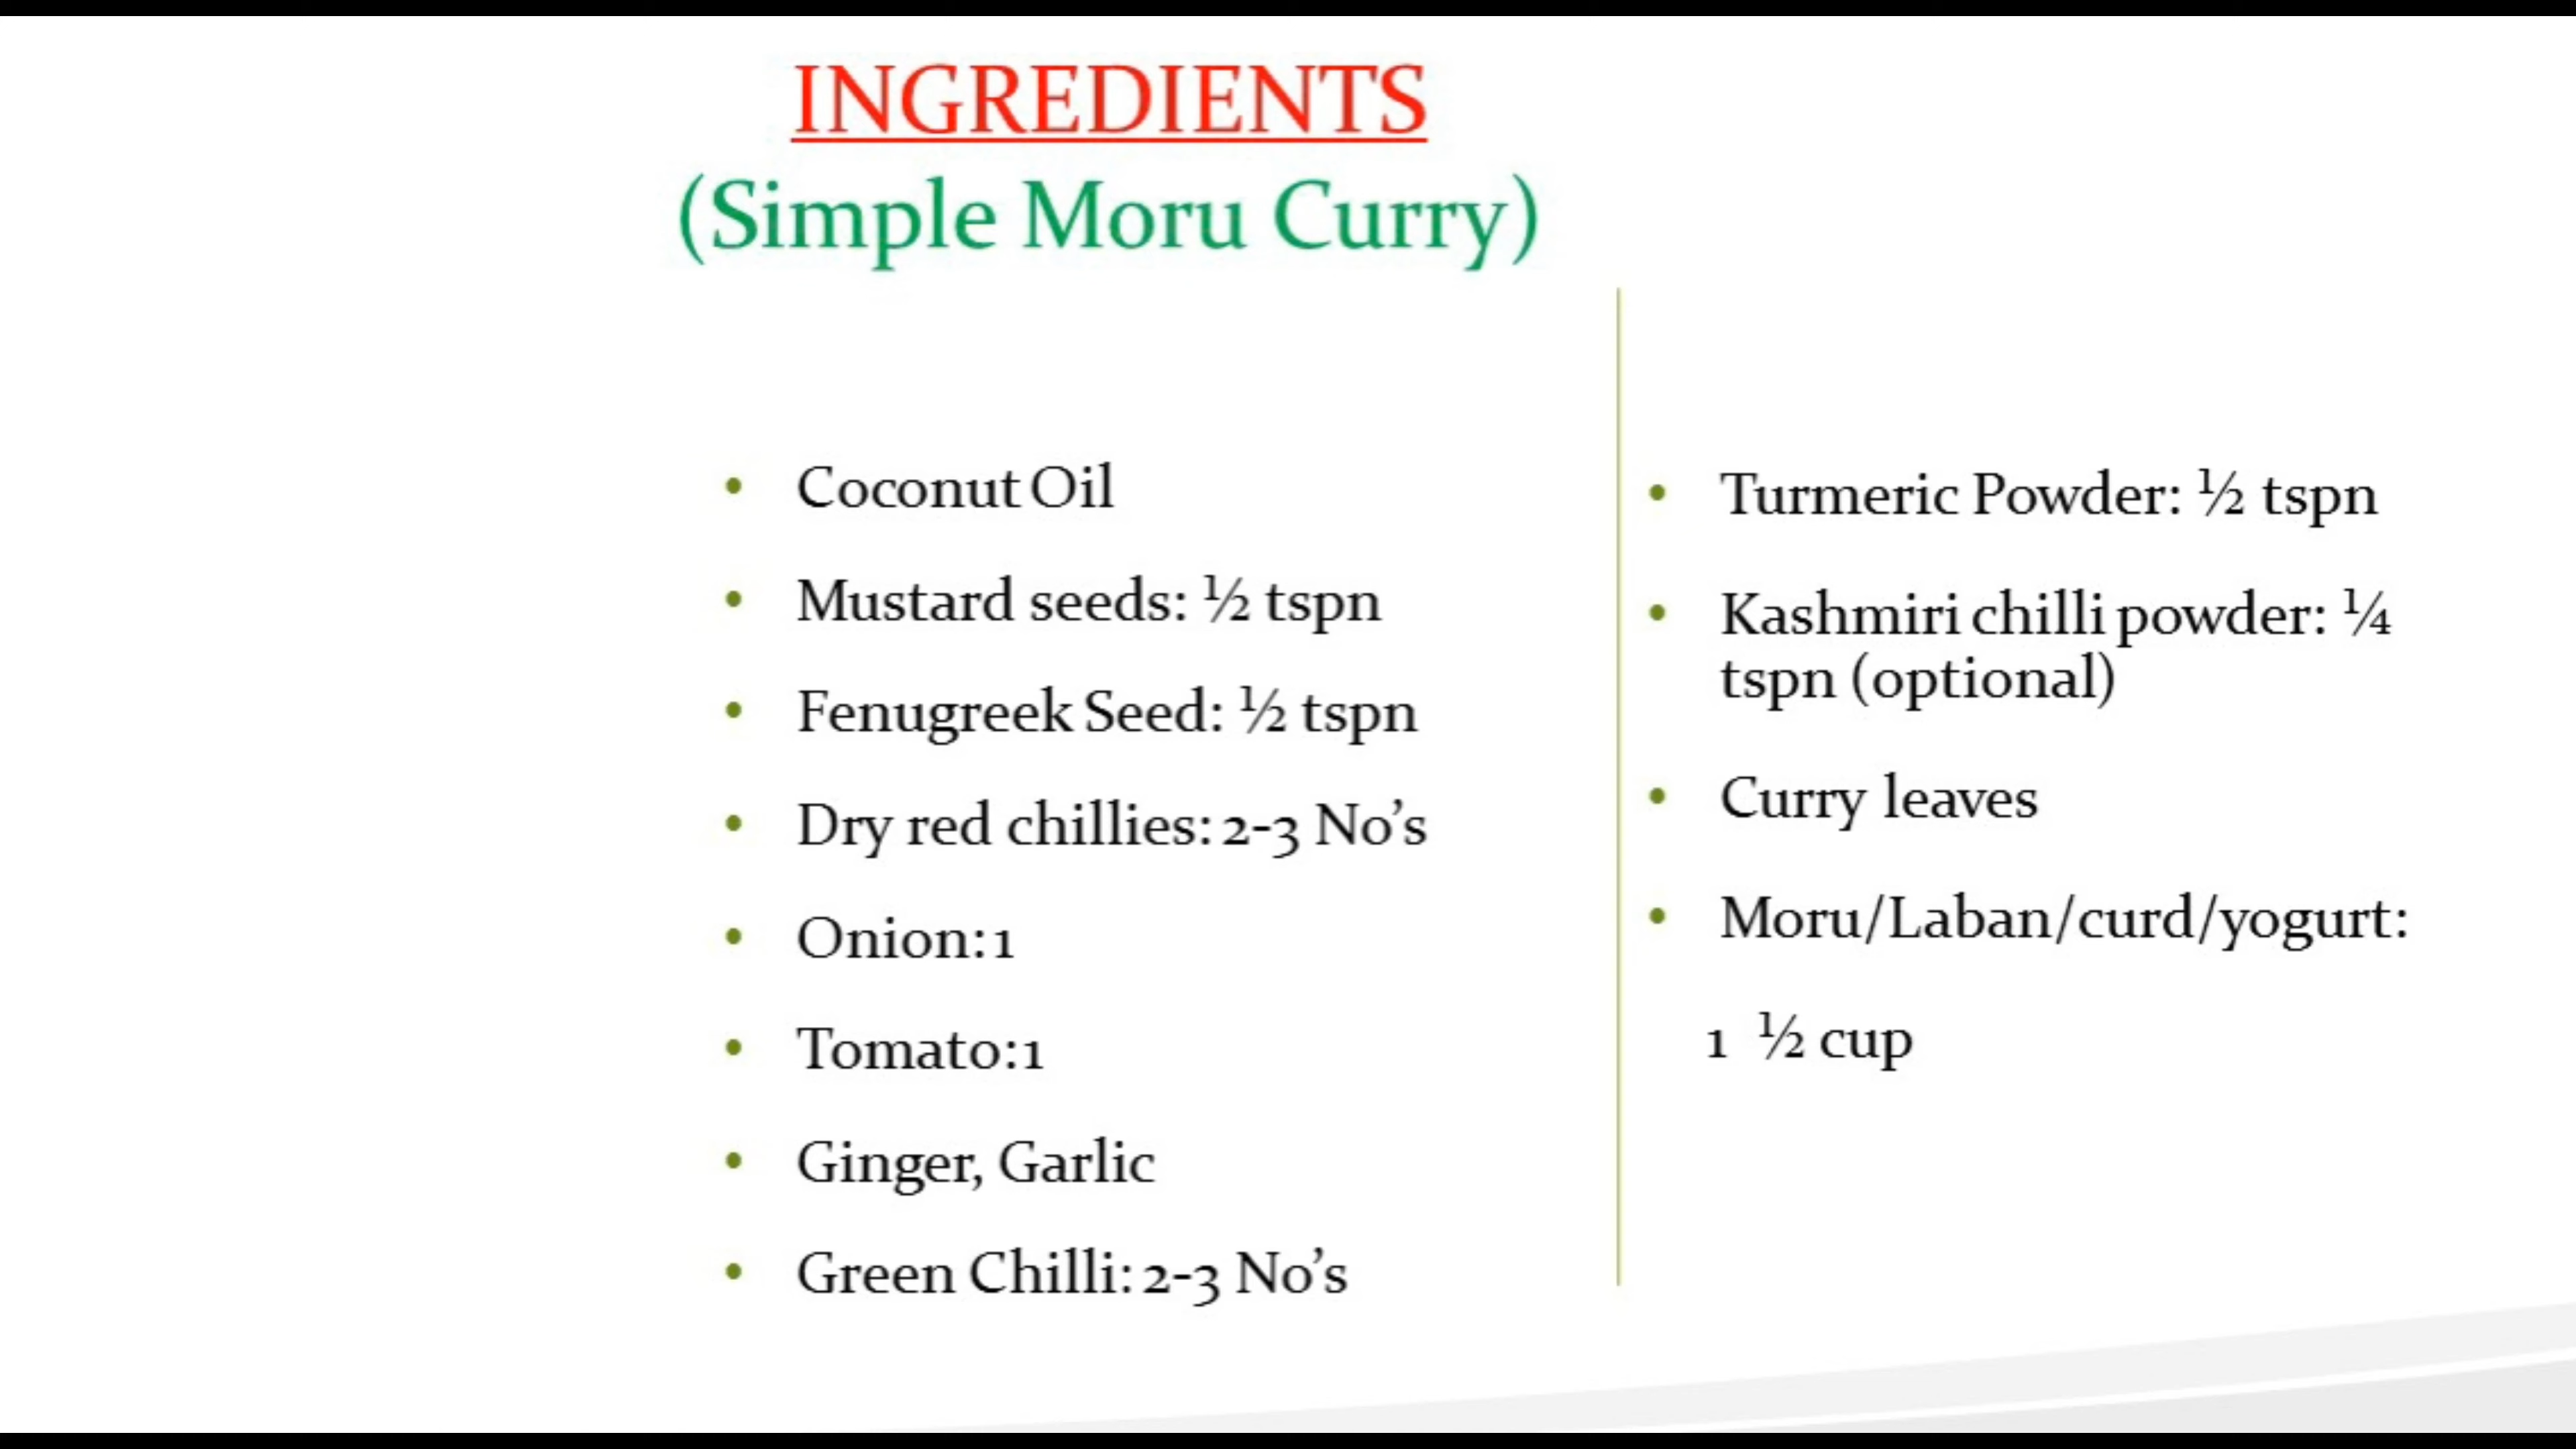 INGREDIENTS
(Simple Moru Curry)
• Coconut Oil
• Mustard seeds: ½ tspn
• Fenugreek Seed: ½ tspn
• Dry red chillies: 2-3 No’s
• Onion: 1
• Tomato:1
• Ginger, Garlic
• Green Chilli: 2-3 No’s
• Turmeric Powder: ½ tspn
• Kashmiri chilli powder: ¼
tspn (optional)
• Curry leaves
• Moru/Laban/curd/yogurt:
1 ½ cup